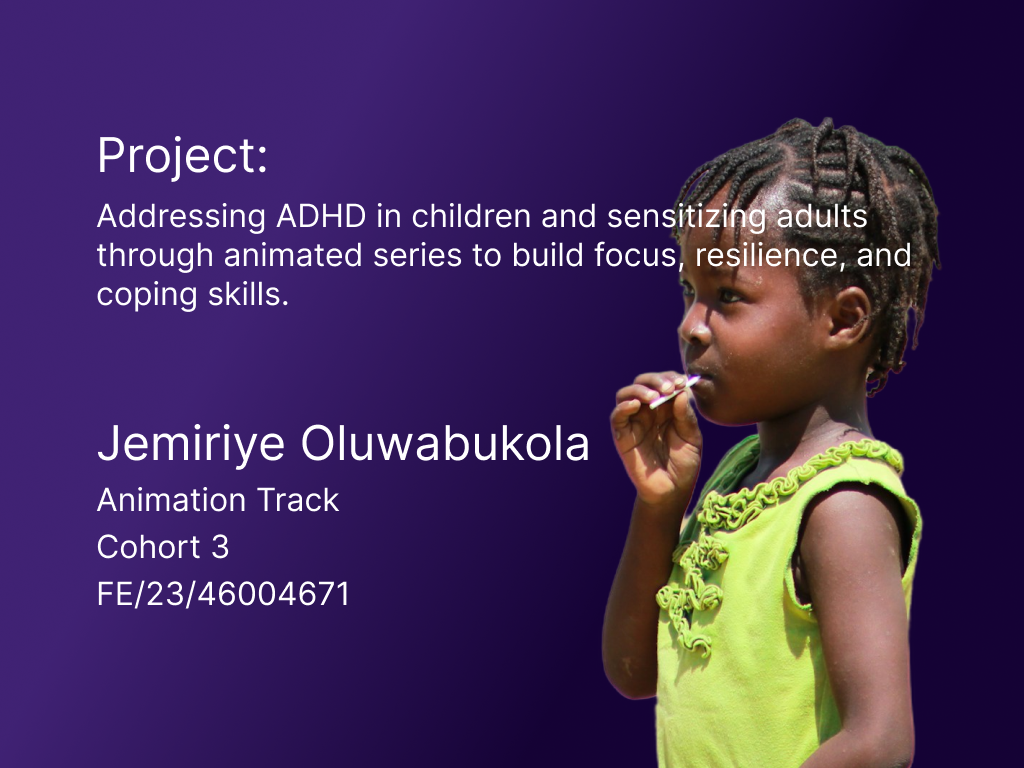 Project:
Addressing ADHD in children and sensitizing adults
through animated series to build focus, resilience, and
coping skills.
Jemiriye Oluwabukola
Animation Track
Cohort 3
FE/23/46004671